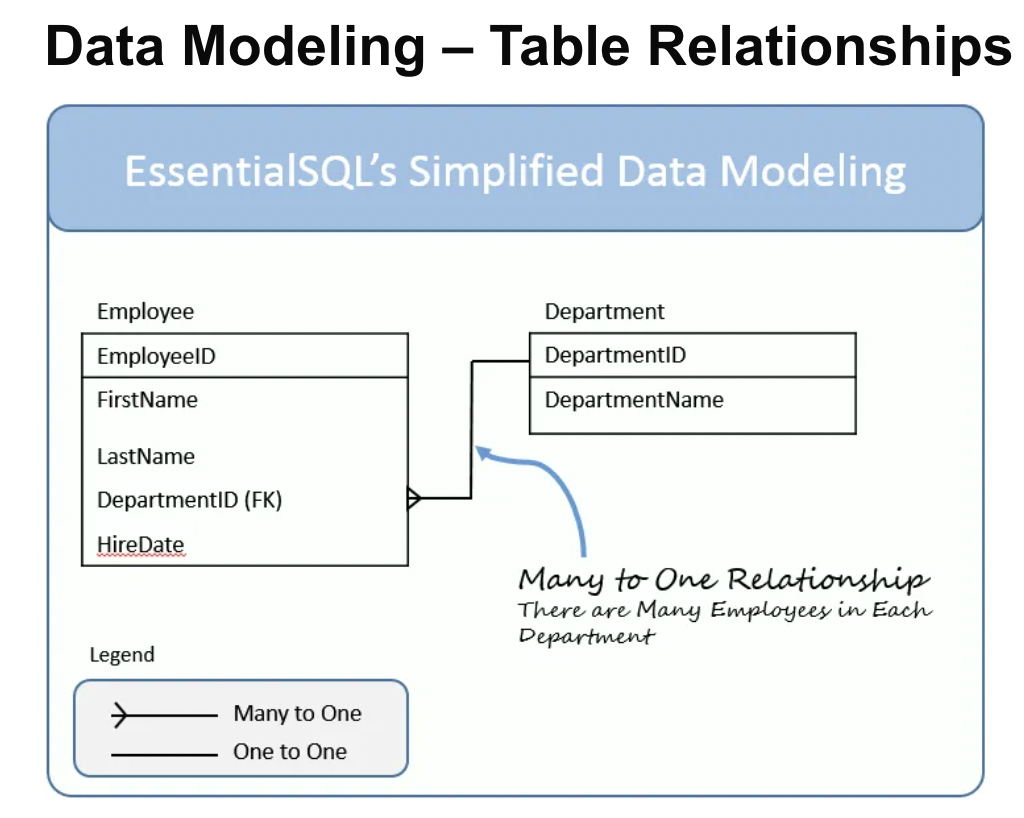 Data Modeling – Table Relationships
EssentialSQL’s Simplified Data Modeling
Employee
EmployeeID
FirstName
LastName
DepartmentID (FK)
HireDate
Department
DepartmentID
DepartmentName
Many to One Relationship
There are Many Employees in Each
Department
Legend
Many to One
One to One